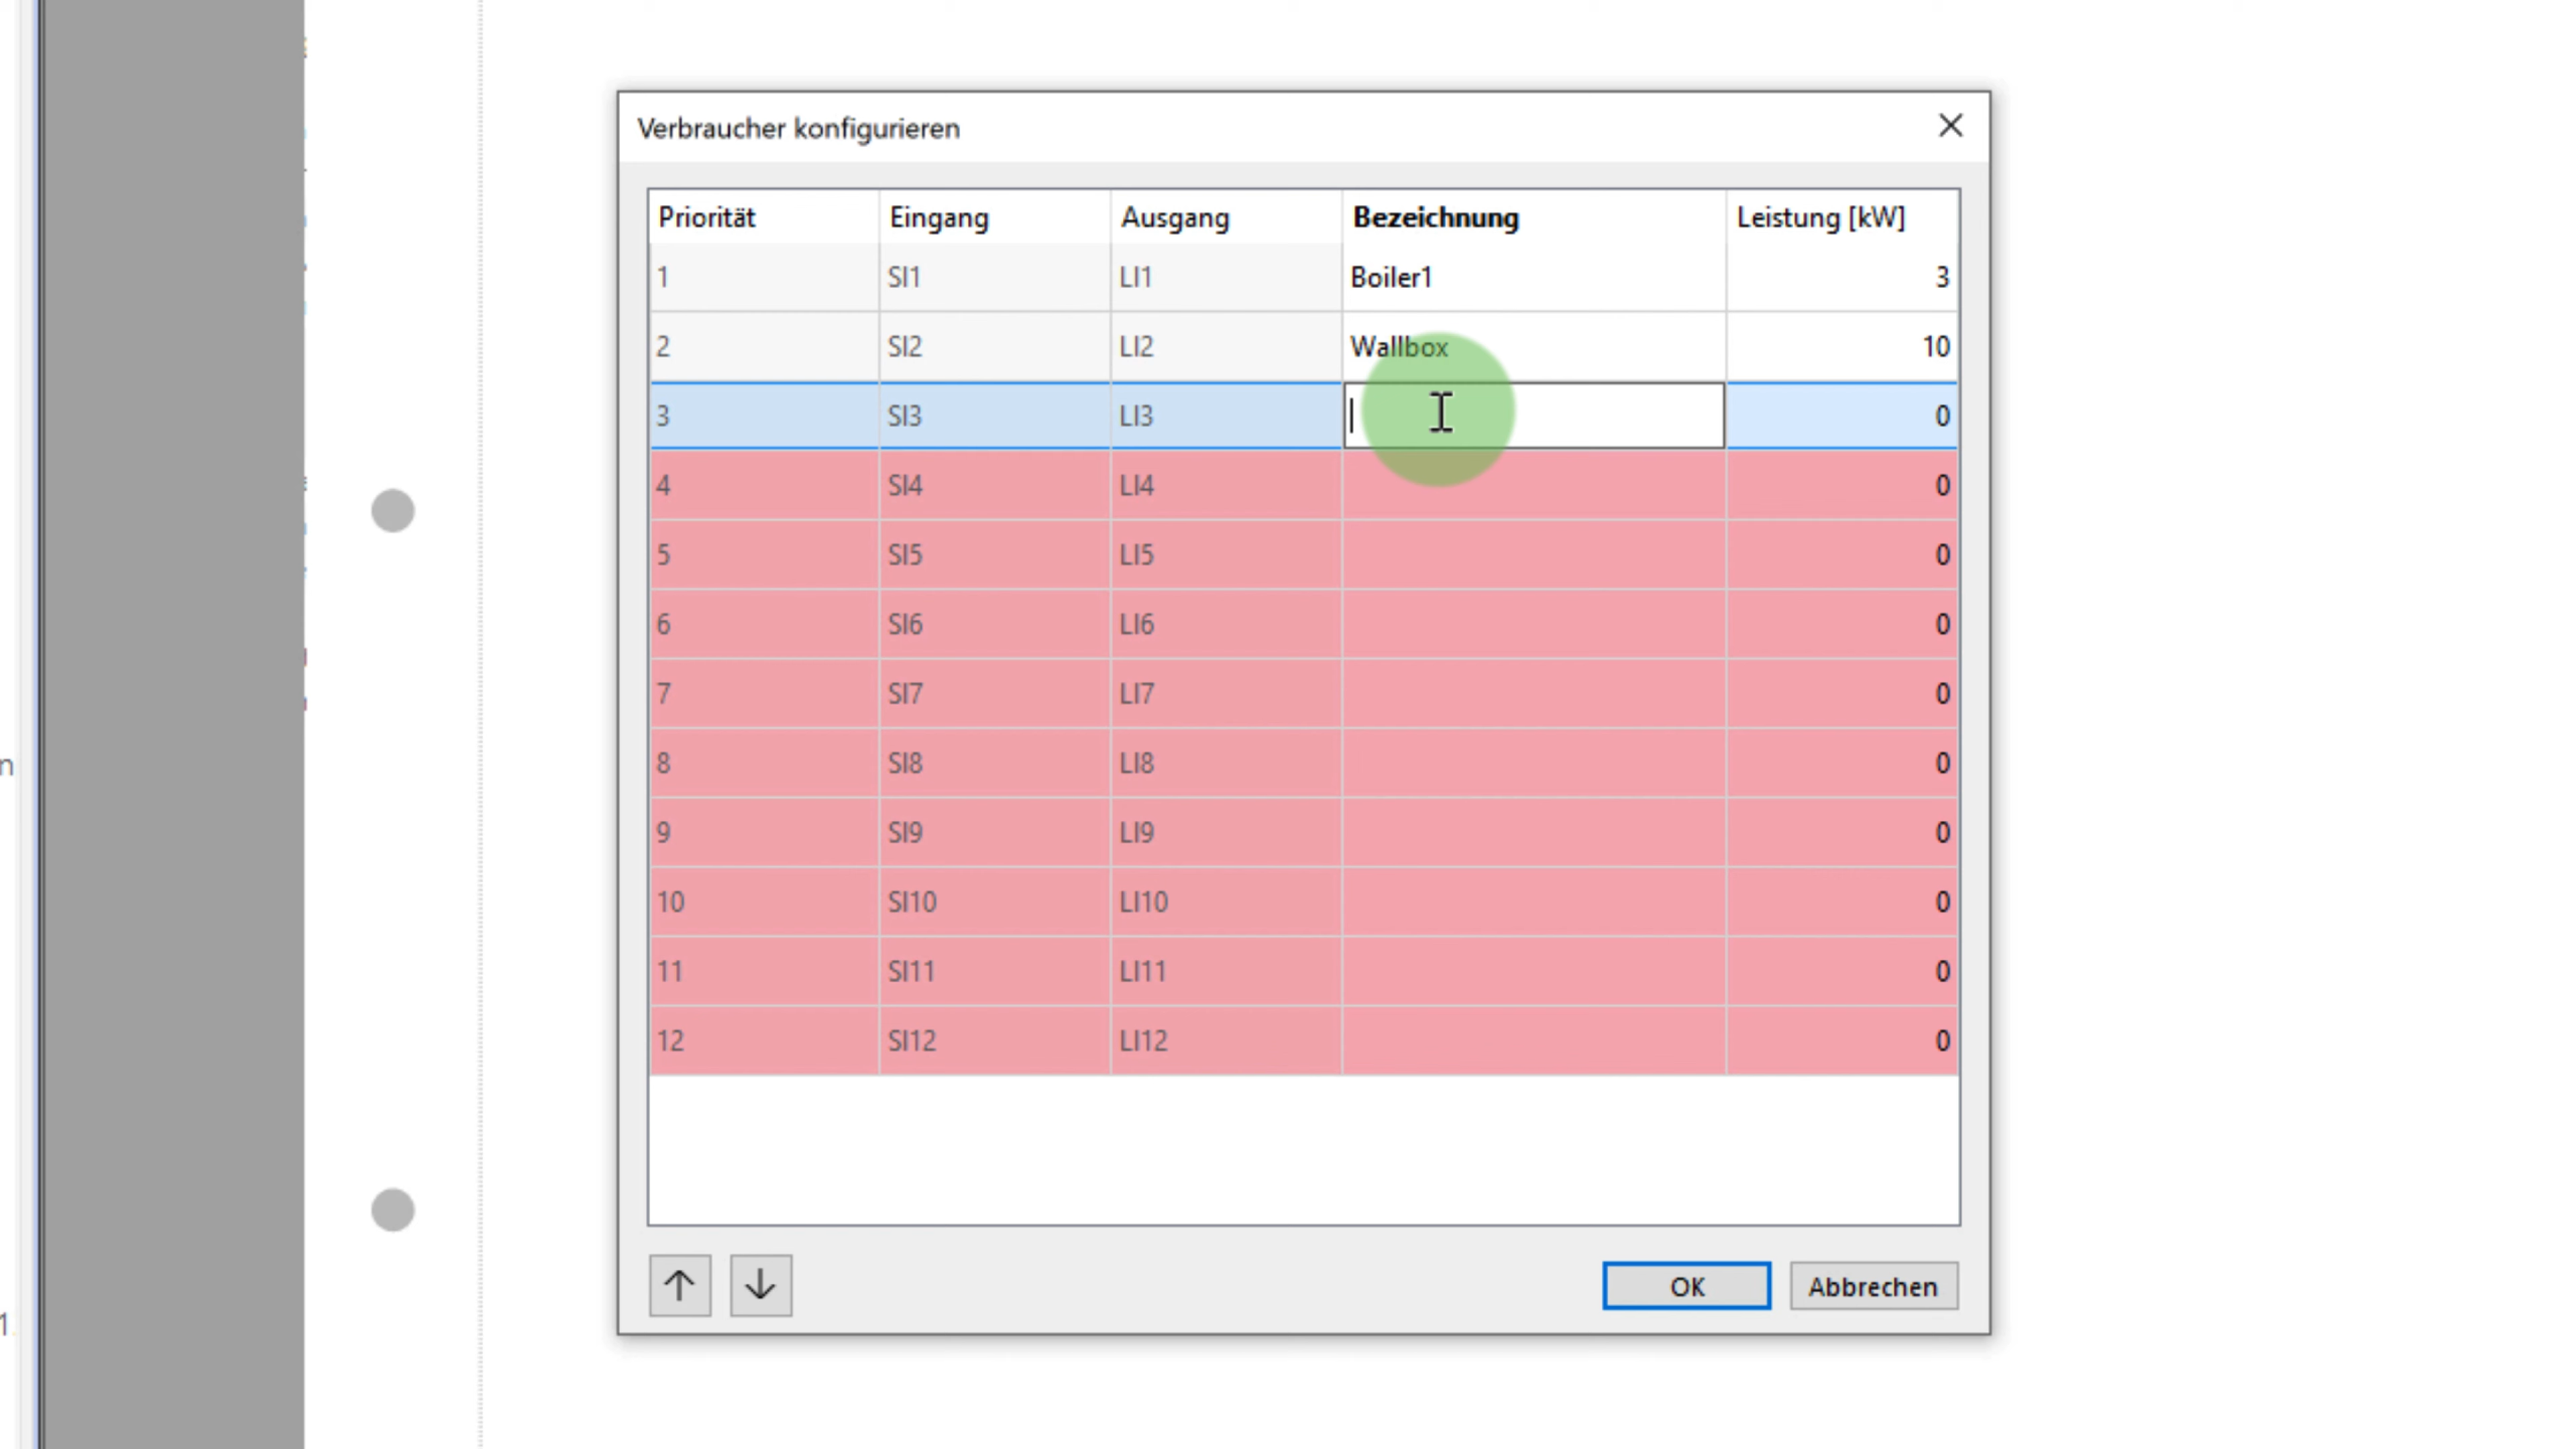 Verbraucher konfigurieren
Priorität Eingang Ausgang Bezeichnung Leistung [kW]
1 SI1 LI1 Boiler1 3
2 SI2 LI2 Wallbox 10
3 SI3 LI3 0
4 SI4 LI4 0
5 SI5 LI5 0
6 SI6 LI6 0
7 SI7 LI7 0
8 SI8 LI8 0
9 SI9 LI9 0
10 SI10 LI10 0
11 SI11 LI11 0
12 SI12 LI12 0
n
1
OK Abbrechen